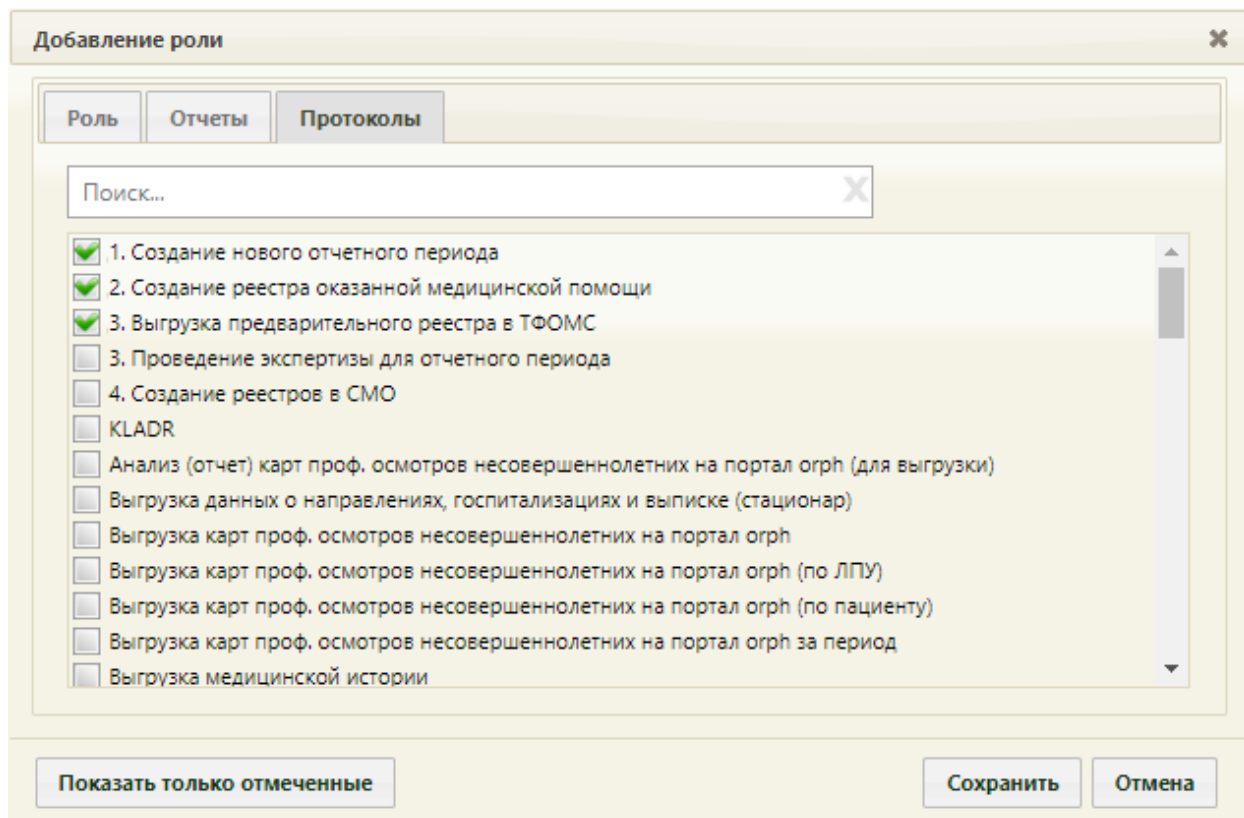 Добавление роли
Роль Отчеты Протоколы
Поиск...
1. Создание нового отчетного периода
2. Создание реестра оказанной медицинской помощи
3. Выгрузка предварительного реестра в ТФОМС
3. Проведение экспертизы для отчетного периода
4. Создание реестров в СМО
KLADR
Анализ (отчет) карт проф. осмотров несовершеннолетних на портал orph (для выгрузки)
Выгрузка данных о направлениях, госпитализациях и выписке (стационар)
Выгрузка карт проф. осмотров несовершеннолетних на портал orph
Выгрузка карт проф. осмотров несовершеннолетних на портал orph (по ЛПУ)
Выгрузка карт проф. осмотров несовершеннолетних на портал orph (по пациенту)
Выгрузка карт проф. осмотров несовершеннолетних на портал orph за период
Выгрузка медицинской истории
Показать только отмеченные Сохранить Отмена